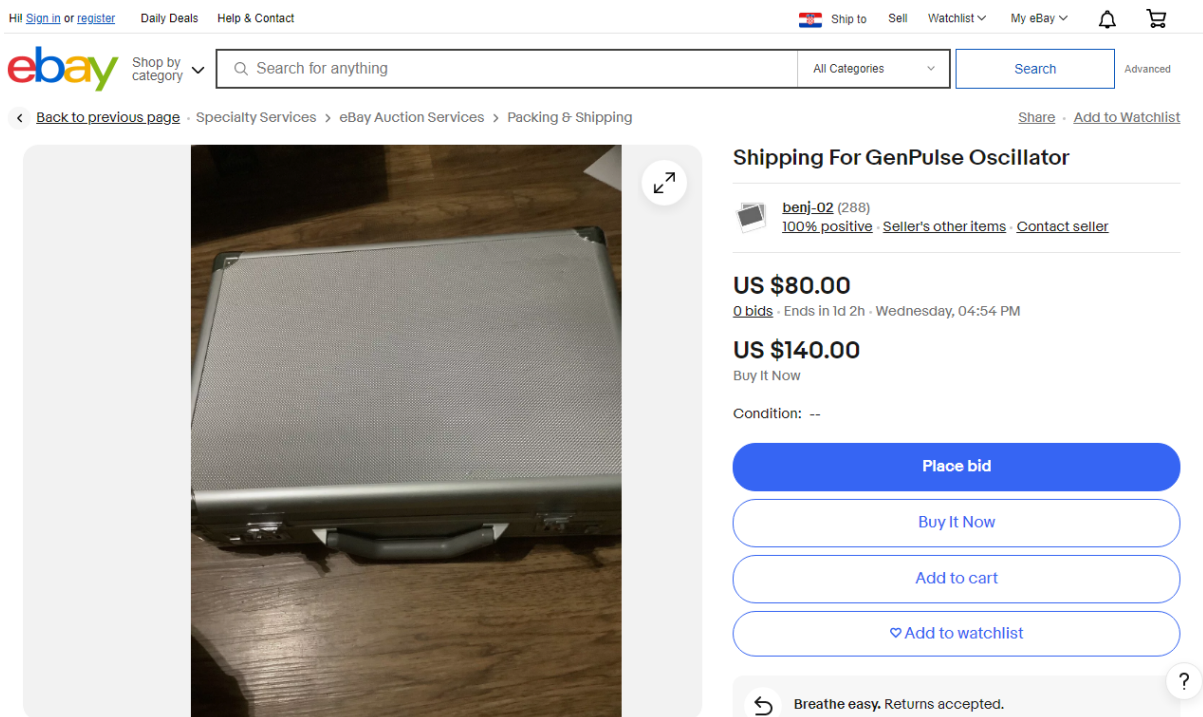 Hi! Sign in or register Daily Deals Help & Contact Ship to Sell Watchlist My eBay
ebay Shop by category Search for anything All Categories Search Advanced
Back to previous page · Specialty Services > eBay Auction Services > Packing & Shipping Share · Add to Watchlist
Shipping For GenPulse Oscillator
benj-02 (288)
100% positive · Seller's other items · Contact seller
US $80.00
0 bids · Ends in 1d 2h · Wednesday, 04:54 PM
US $140.00
Buy It Now
Condition: --
Place bid
Buy It Now
Add to cart
Add to watchlist
?
Breathe easy. Returns accepted.